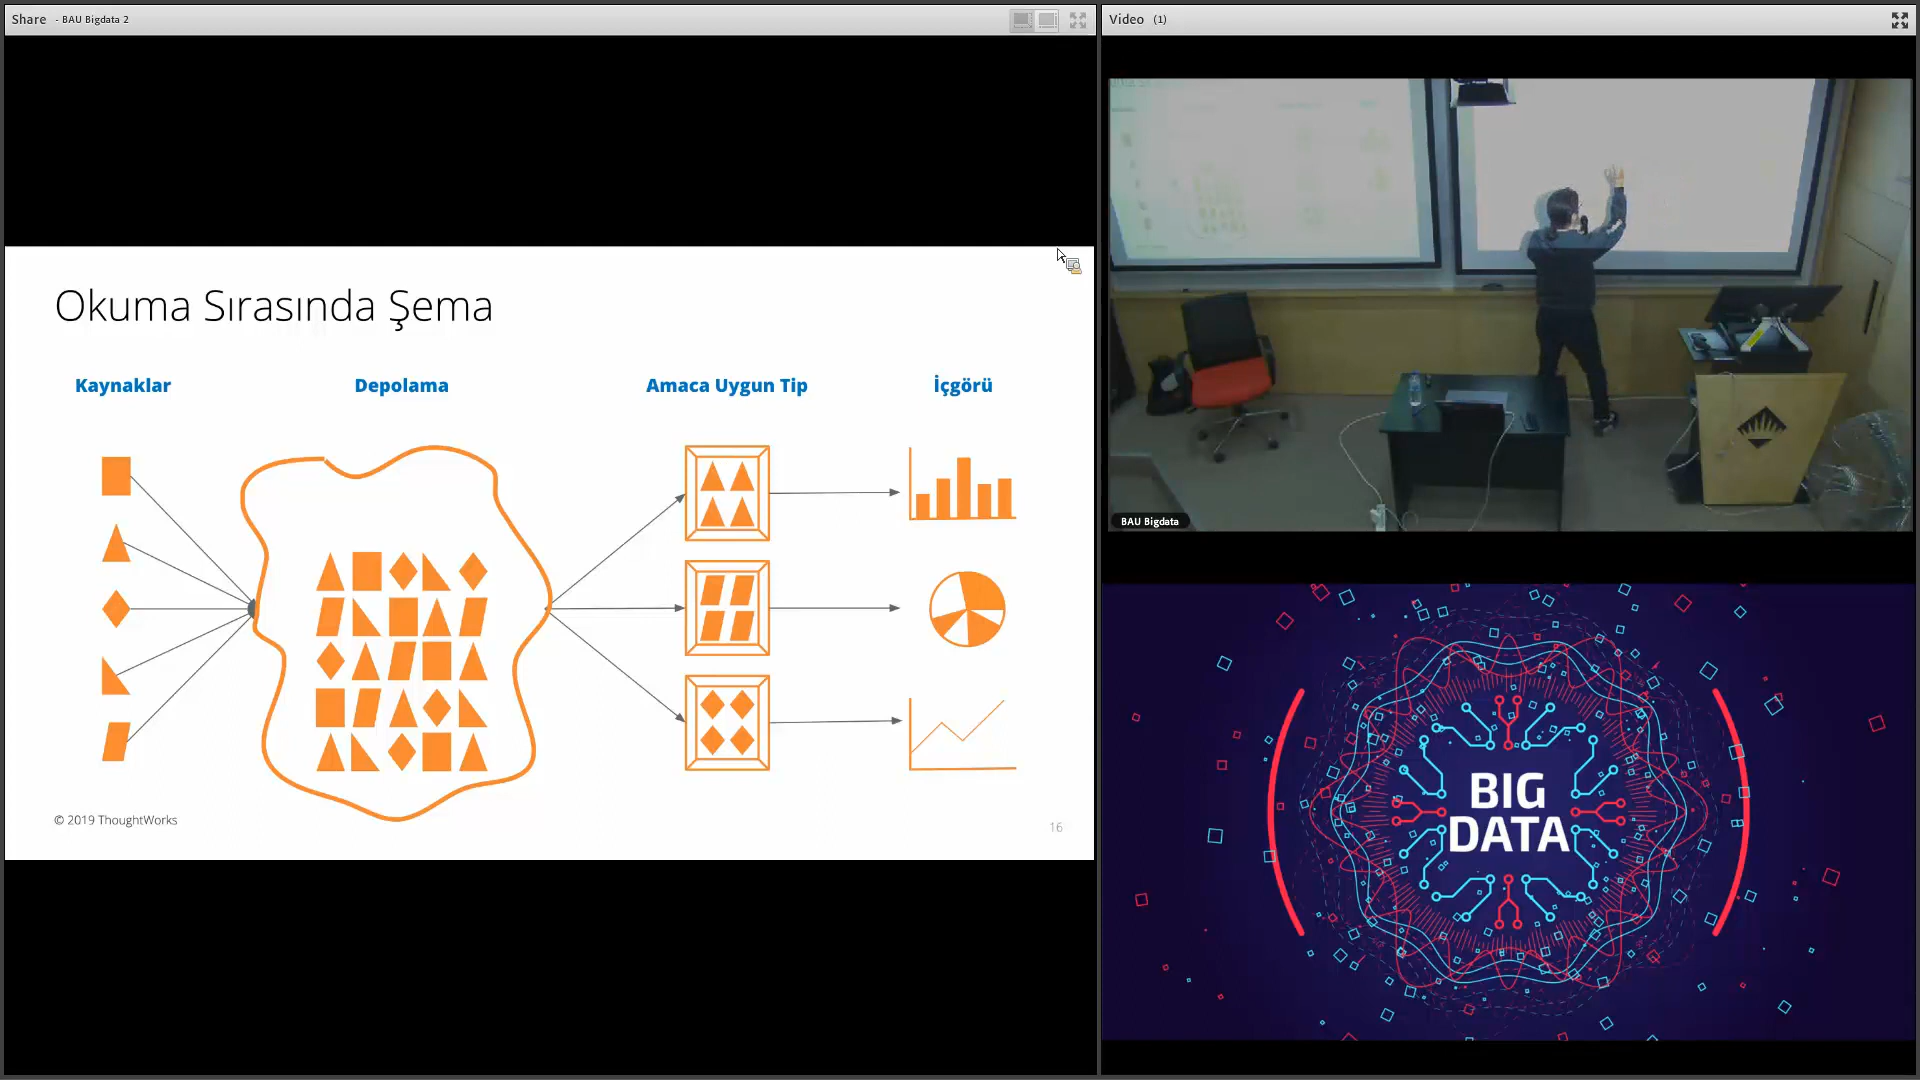 Share - BAU Bigdata 2
Video (1)
Okuma Sırasında Şema
Kaynaklar
Depolama
Amaca Uygun Tip
İçgörü
© 2019 ThoughtWorks
16
BAU Bigdata
BIG
DATA